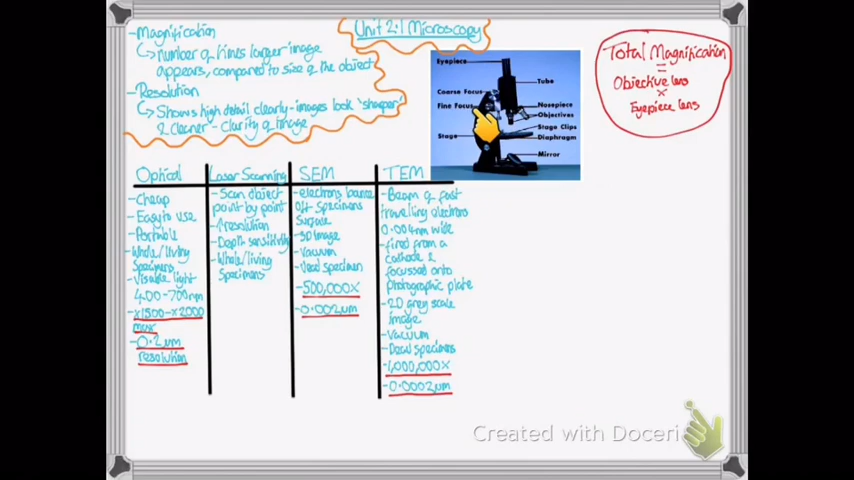 Unit 2.1 Microscopy
-Magnification
↳number of times larger image
appears, compared to size of the object
-Resolution
↳Shows high detail clearly-images look 'sharper'
& clearer - clarity of image
Eyepiece
Tube
Coarse Focus
Fine Focus
Nosepiece
Objectives
Stage Clips
Stage
Diaphragm
Mirror
Total Magnification
=
Objective lens
x
Eyepiece lens
Optical
-Cheap
-Easy to use
-Portable
-Whole/living
specimens
-Visible light
400-700nm
-x1500-x2000
max
-0.2um
resolution
Laser Scanning
-Scan object
point by point
-↑resolution
-Depth sensitivity
-Whole/living
specimens
SEM
-electrons bounce
off specimens
surface
-3D image
-Vacuum
-Dead specimen
-500,000x
-0.002um
TEM
-Beam of fast
travelling electrons
0.004nm wide
-fired from a
cathode &
focussed onto
photographic plate
-2D grey scale
image
-Vacuum
-Dead specimens
-1,000,000x
-0.0002um
Created with Doceri